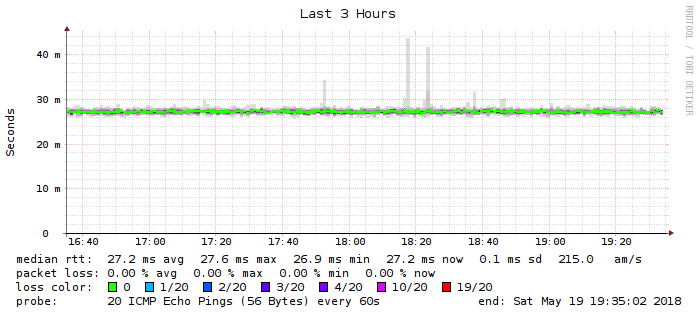 Last 3 Hours
RRDTOOL / TOBI OETIKER
Seconds
40 m
30 m
20 m
10 m
0
16:40 17:00 17:20 17:40 18:00 18:20 18:40 19:00 19:20
median rtt: 27.2 ms avg 27.6 ms max 26.9 ms min 27.2 ms now 0.1 ms sd 215.0 am/s
packet loss: 0.00 % avg 0.00 % max 0.00 % min 0.00 % now
loss color: 0 1/20 2/20 3/20 4/20 10/20 19/20
probe: 20 ICMP Echo Pings (56 Bytes) every 60s end: Sat May 19 19:35:02 2018